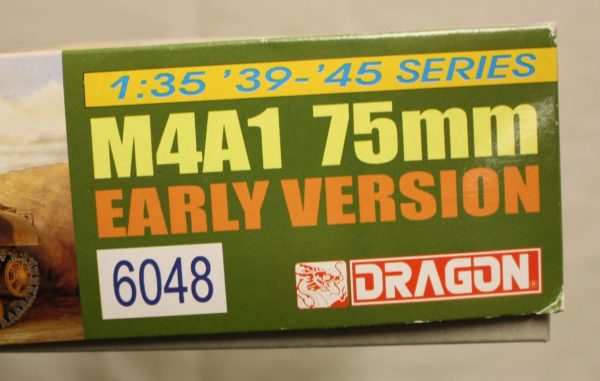 1:35 '39-'45 SERIES
M4A1 75mm
EARLY VERSION
6048
DRAGON